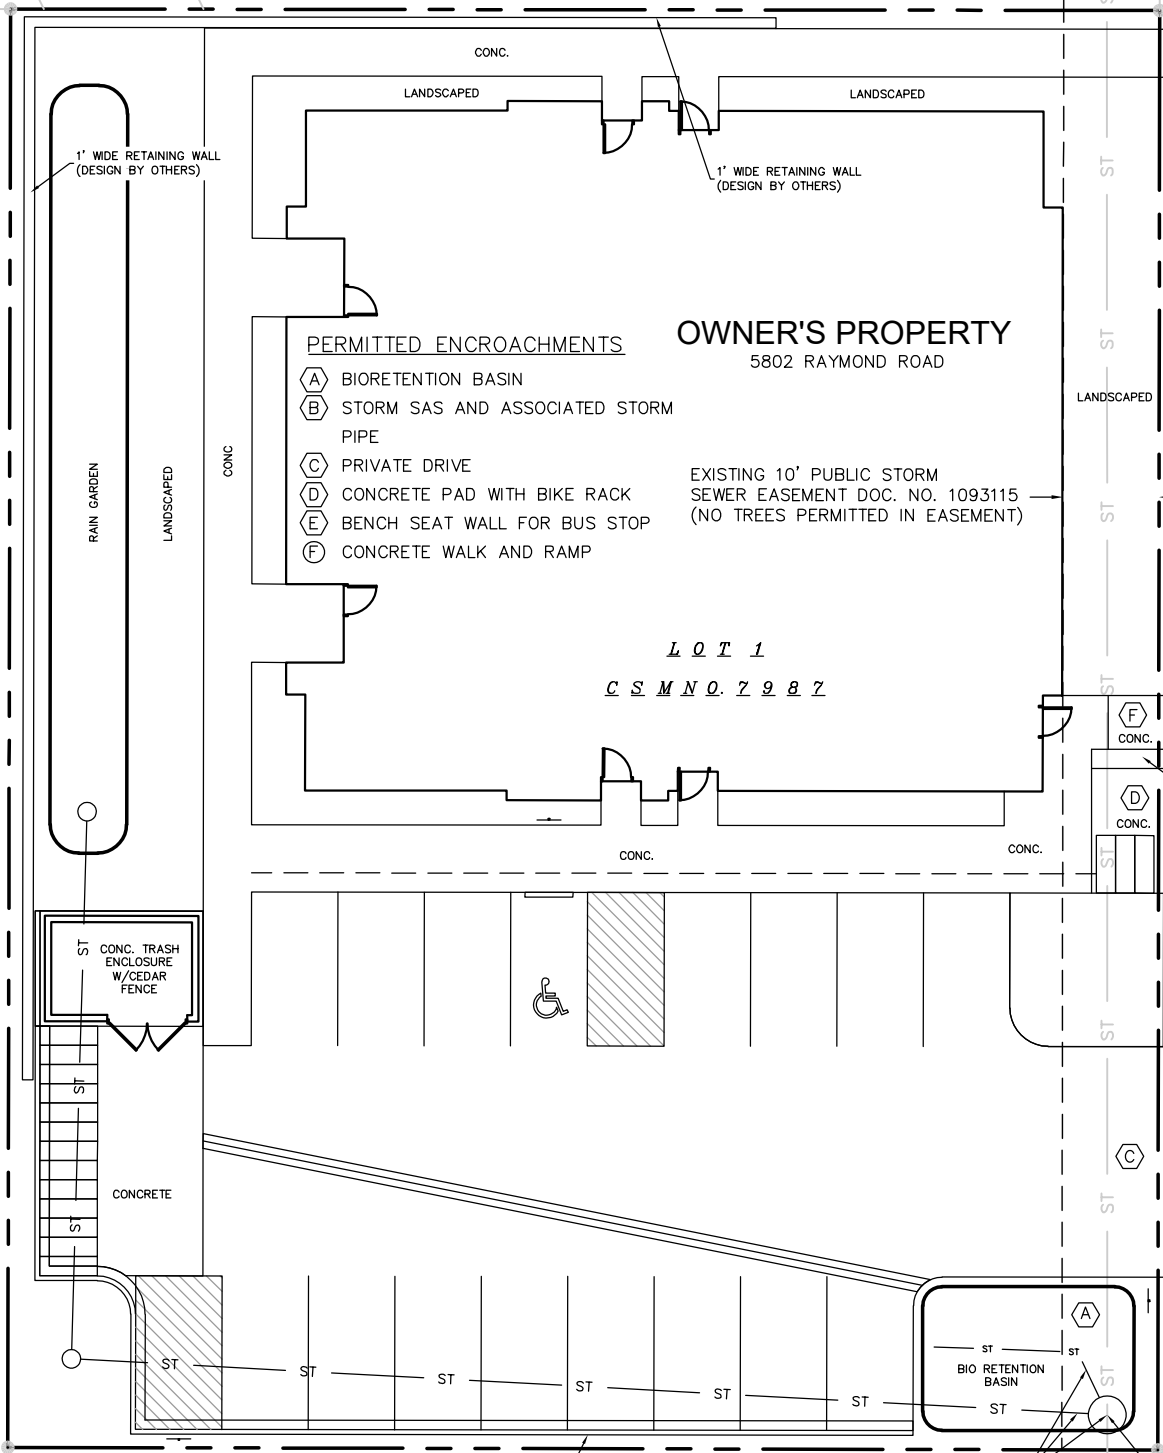 CONC.
LANDSCAPED
LANDSCAPED
1' WIDE RETAINING WALL
(DESIGN BY OTHERS)
1' WIDE RETAINING WALL
(DESIGN BY OTHERS)
ST
ST
OWNER'S PROPERTY
5802 RAYMOND ROAD
PERMITTED ENCROACHMENTS
A BIORETENTION BASIN
B STORM SAS AND ASSOCIATED STORM
PIPE
C PRIVATE DRIVE
D CONCRETE PAD WITH BIKE RACK
E BENCH SEAT WALL FOR BUS STOP
F CONCRETE WALK AND RAMP
LANDSCAPED
RAIN GARDEN
LANDSCAPED
CONC
EXISTING 10' PUBLIC STORM
SEWER EASEMENT DOC. NO. 1093115
(NO TREES PERMITTED IN EASEMENT)
ST
LOT 1
CSMNO. 7987
ST
F
CONC.
D
CONC.
CONC.
CONC.
ST
ST
CONC. TRASH
ENCLOSURE
W/CEDAR
FENCE
ST
ST
C
CONCRETE
ST
ST
A
ST
ST
BIO RETENTION
BASIN
ST
ST
ST
ST
ST
ST
ST
ST
ST